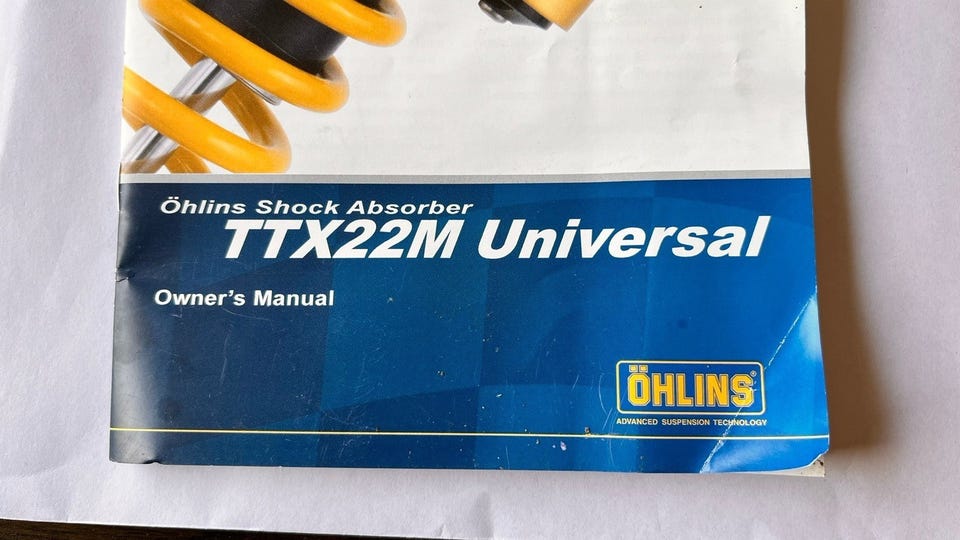 Öhlins Shock Absorber
TTX22M Universal
Owner's Manual
ÖHLINS®
ADVANCED SUSPENSION TECHNOLOGY